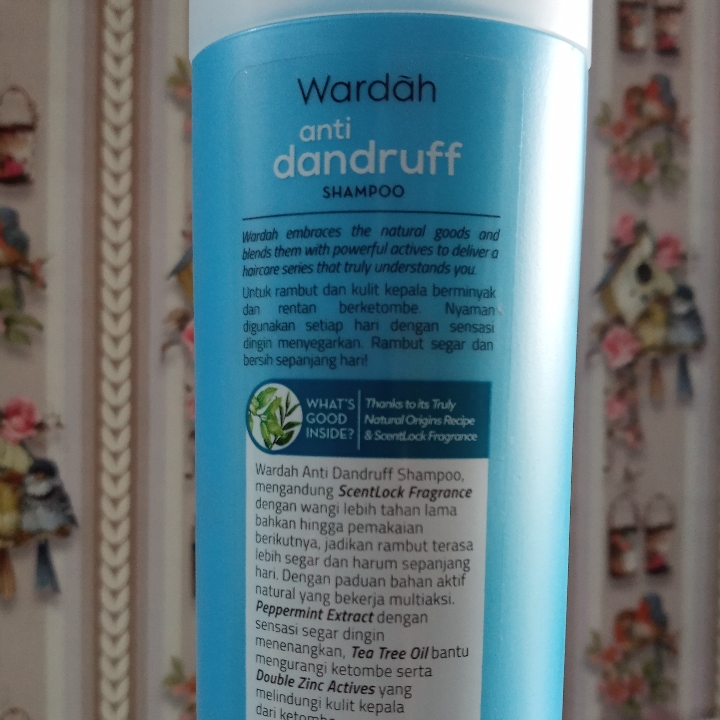 Wardah
anti
dandruff
SHAMPOO
Wardah embraces the natural goods and
blends them with powerful actives to deliver a
haircare series that truly understands you.
Untuk rambut dan kulit kepala berminyak
dan rentan berketombe. Nyaman
digunakan setiap hari dengan sensasi
dingin menyegarkan. Rambut segar dan
bersih sepanjang hari!
WHAT'S
GOOD
INSIDE?
Thanks to its Truly
Natural Origins Recipe
& ScentLock Fragrance
Wardah Anti Dandruff Shampoo,
mengandung ScentLock Fragrance
dengan wangi lebih tahan lama
bahkan hingga pemakaian
berikutnya, jadikan rambut terasa
lebih segar dan harum sepanjang
hari. Dengan paduan bahan aktif
natural yang bekerja multiaksi.
Peppermint Extract dengan
sensasi segar dingin
menenangkan, Tea Tree Oil bantu
mengurangi ketombe serta
Double Zinc Actives yang
melindungi kulit kepala
dari ketombe